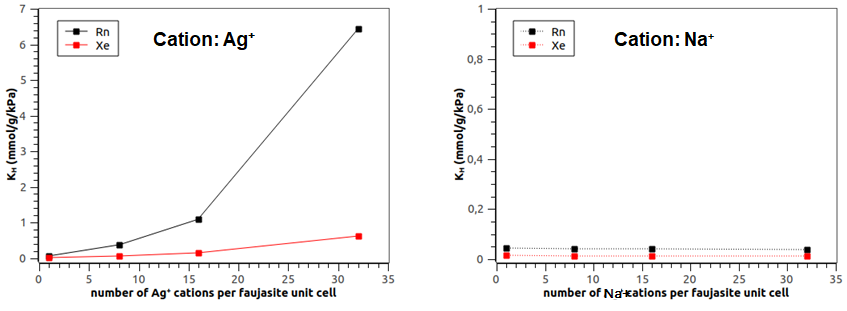 Cation: Ag⁺
Rn
Xe
K_H (mmol/g/kPa)
7
6
5
4
3
2
1
0
0 5 10 15 20 25 30 35
number of Ag⁺ cations per faujasite unit cell
Cation: Na⁺
Rn
Xe
K_H (mmol/g/kPa)
1
0,8
0,6
0,4
0,2
0
0 5 10 15 20 25 30 35
number of Na⁺ cations per faujasite unit cell